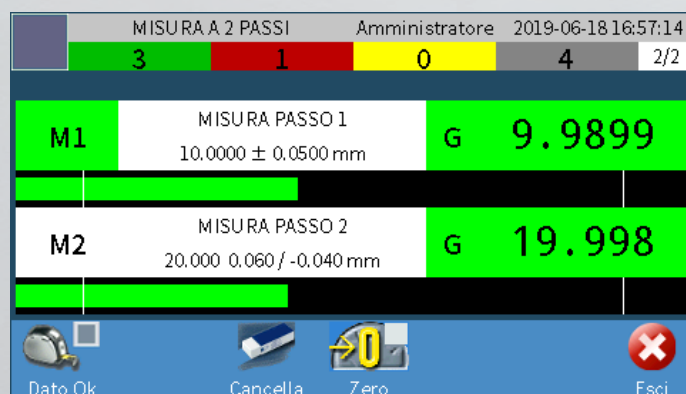 MISURA A 2 PASSI Amministratore 2019-06-18 16:57:14
3 1 0 4 2/2
M1 MISURA PASSO 1 G 9.9899
10.0000 ± 0.0500 mm
M2 MISURA PASSO 2 G 19.998
20.000 0.060 / -0.040 mm
Dato Ok Cancella Zero Esci